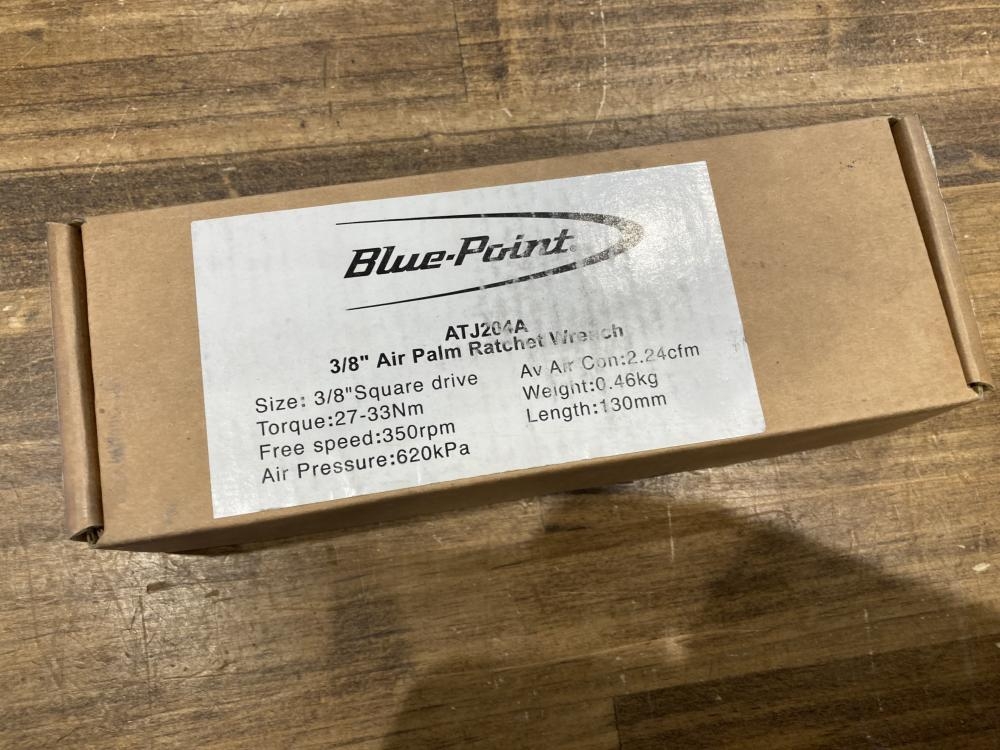 Blue-Point®
ATJ204A
3/8" Air Palm Ratchet Wrench
Size: 3/8"Square drive
Torque:27-33Nm
Free speed:350rpm
Air Pressure:620kPa
Av Air Con:2.24cfm
Weight:0.46kg
Length:130mm